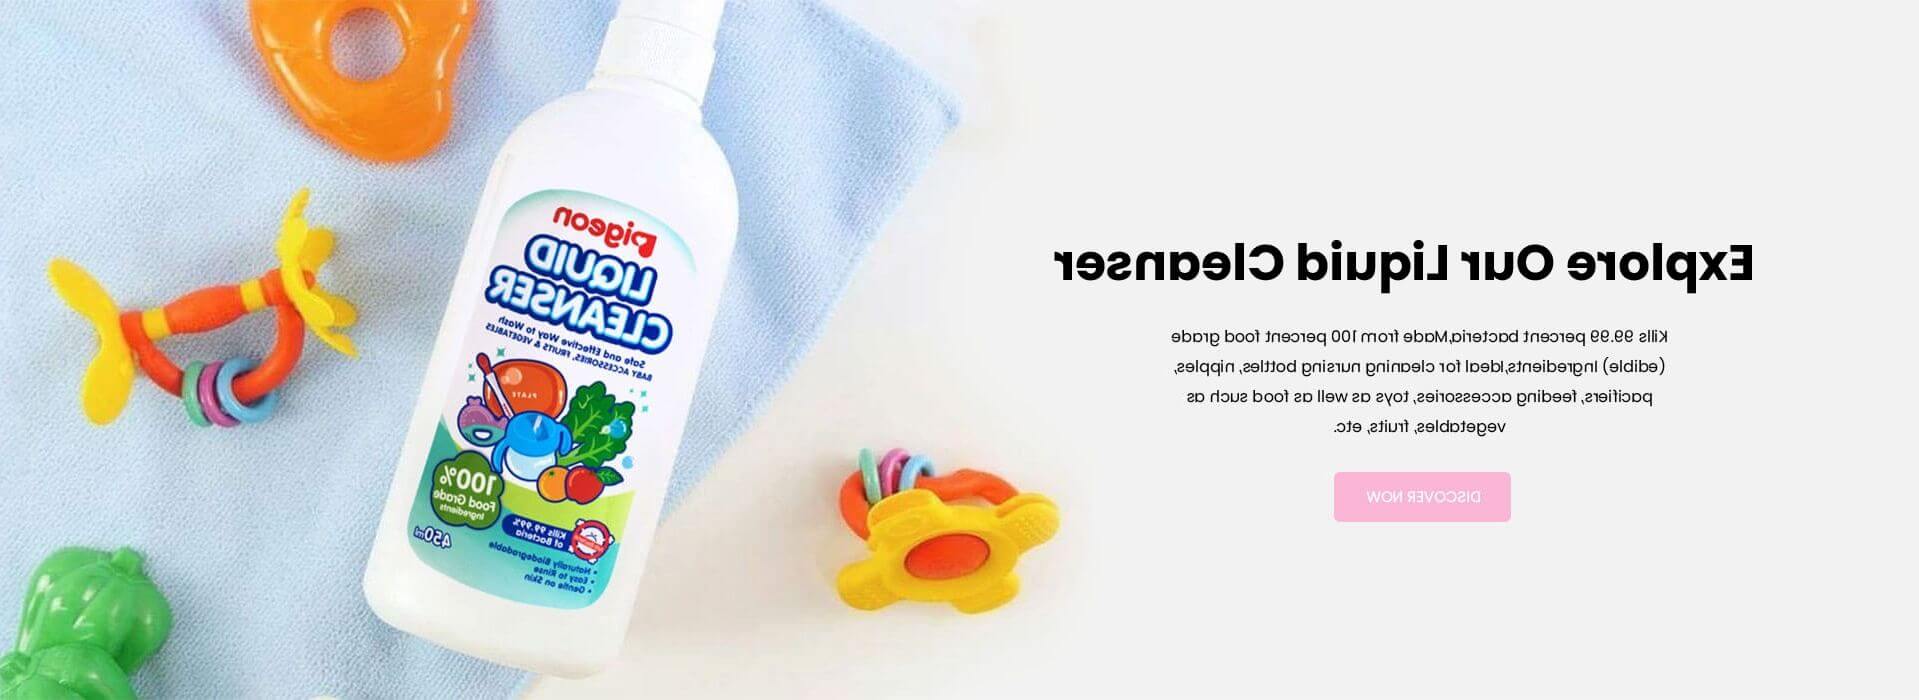 pigeon
LIQUID
CLEANSER
Safe and Effective Way to Wash
BABY ACCESSORIES, FRUITS & VEGETABLES
PLATE
100%
Food Grade
Ingredients
Kills 99.99%
of Bacteria
450ml
• Naturally Biodegradable
• Easy to Rinse
• Gentle on Skin
Explore Our Liquid Cleanser
Kills 99.99 percent bacteria,Made from 100 percent food grade
(edible) Ingredients,Ideal for cleaning nursing bottles, nipples,
pacifiers, feeding accessories, toys as well as food such as
vegetables, fruits, etc.
DISCOVER NOW